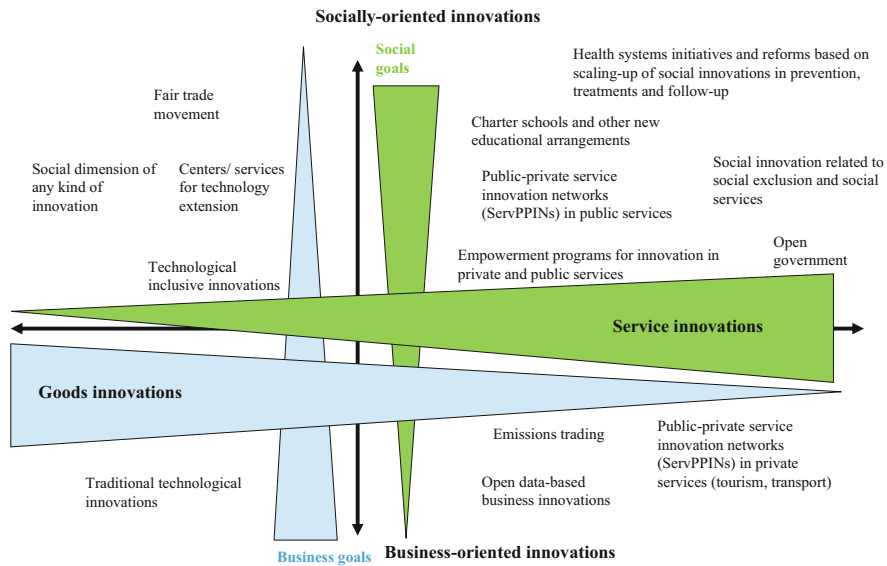 Socially-oriented innovations
Social
goals
Health systems initiatives and reforms based on
scaling-up of social innovations in prevention,
treatments and follow-up
Fair trade
movement
Charter schools and other new
educational arrangements
Social dimension of
any kind of
innovation
Centers/ services
for technology
extension
Public-private service
innovation networks
(ServPPINs) in public services
Social innovation related to
social exclusion and social
services
Technological
inclusive innovations
Empowerment programs for innovation in
private and public services
Open
government
Service innovations
Goods innovations
Emissions trading
Public-private service
innovation networks
(ServPPINs) in private
services (tourism, transport)
Traditional technological
innovations
Open data-based
business innovations
Business goals
Business-oriented innovations